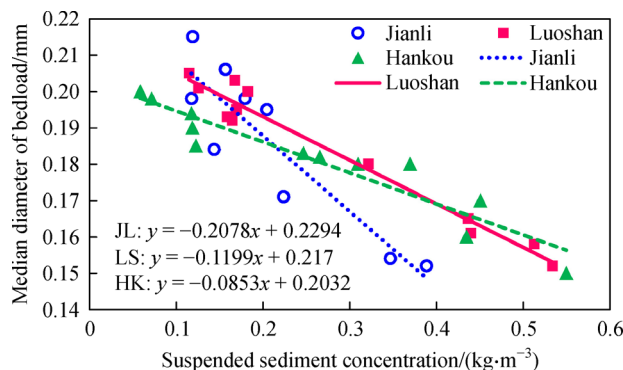 Median diameter of bedload/mm
0.22
0.21
0.20
0.19
0.18
0.17
0.16
0.15
0.14
Jianli
Luoshan
Hankou
Jianli
Luoshan
Hankou
JL: y = −0.2078x + 0.2294
LS: y = −0.1199x + 0.217
HK: y = −0.0853x + 0.2032
0 0.1 0.2 0.3 0.4 0.5 0.6
Suspended sediment concentration/(kg·m⁻³)